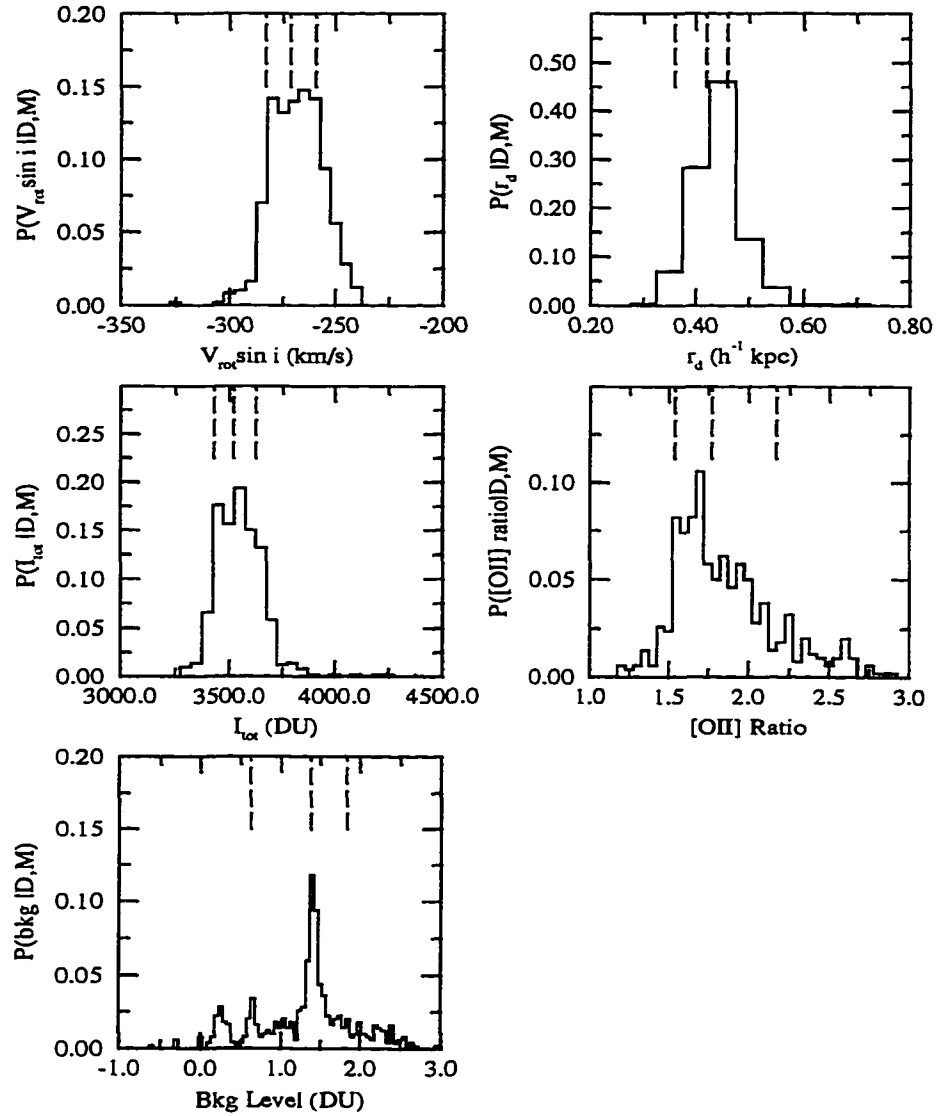 0.20
0.15
0.10
0.05
0.00
P(V_rot sin i |D,M)
-350 -300 -250 -200
V_rot sin i (km/s)
0.50
0.40
0.30
0.20
0.10
0.00
P(r_d |D,M)
0.20 0.40 0.60 0.80
r_d (h^-1 kpc)
0.25
0.20
0.15
0.10
0.05
0.00
P(I_tot |D,M)
3000.0 3500.0 4000.0 4500.0
I_tot (DU)
0.10
0.05
0.00
P([OII] ratio|D,M)
1.0 1.5 2.0 2.5 3.0
[OII] Ratio
0.20
0.15
0.10
0.05
0.00
P(bkg |D,M)
-1.0 0.0 1.0 2.0 3.0
Bkg Level (DU)